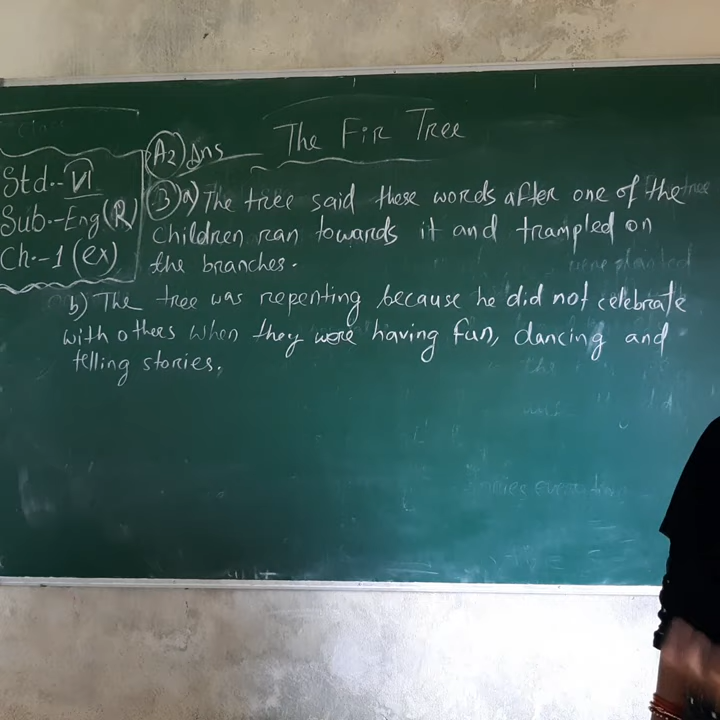 The Fir Tree
Std.- VI
Sub.- Eng (R)
Ch.-1 (ex)
A2) Ans
B) a) The tree said these words after one of the
children ran towards it and trampled on
the branches.
b) The tree was repenting because he did not celebrate
with others when they were having fun, dancing and
telling stories.